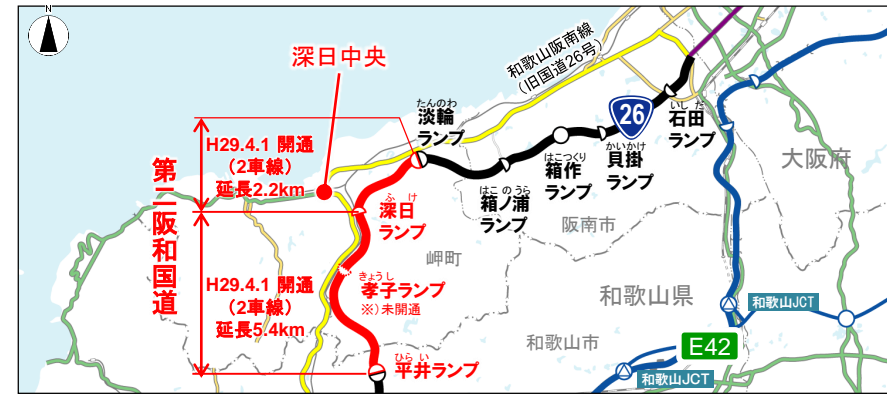 N
深日中央
和歌山阪南線
(旧国道26号)
たんのわ
淡輪
ランプ
26
いしだ
石田
ランプ
かいかけ
貝掛
ランプ
はこつくり
箱作
ランプ
はこのうら
箱ノ浦
ランプ
大阪府
阪南市
第二阪和国道
H29.4.1 開通
(2車線)
延長2.2km
ふけ
深日
ランプ
岬町
H29.4.1 開通
(2車線)
延長5.4km
きょうし
孝子ランプ
※)未開通
和歌山県
和歌山JCT
和歌山市
E42
ひらい
平井ランプ
和歌山JCT